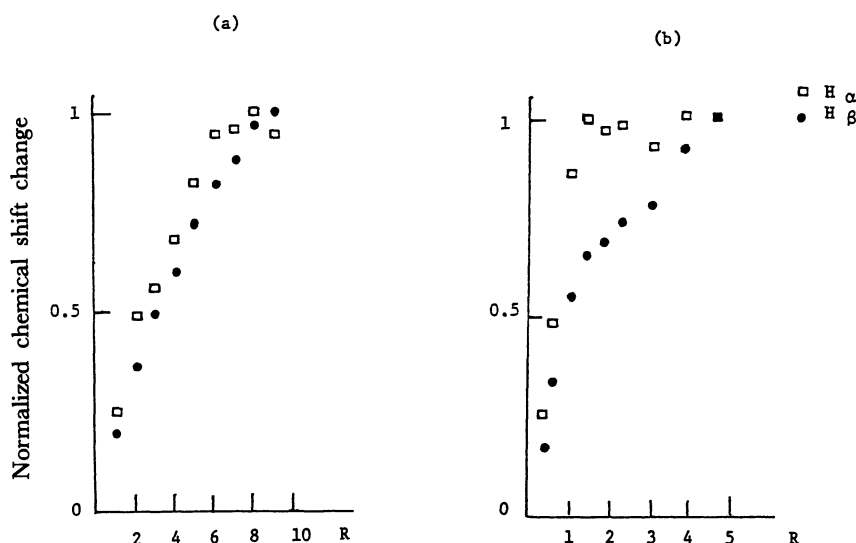 (a)
(b)
Normalized chemical shift change
1
0.5
0
2 4 6 8 10 R
1
0.5
0
1 2 3 4 5 R
H α
H β